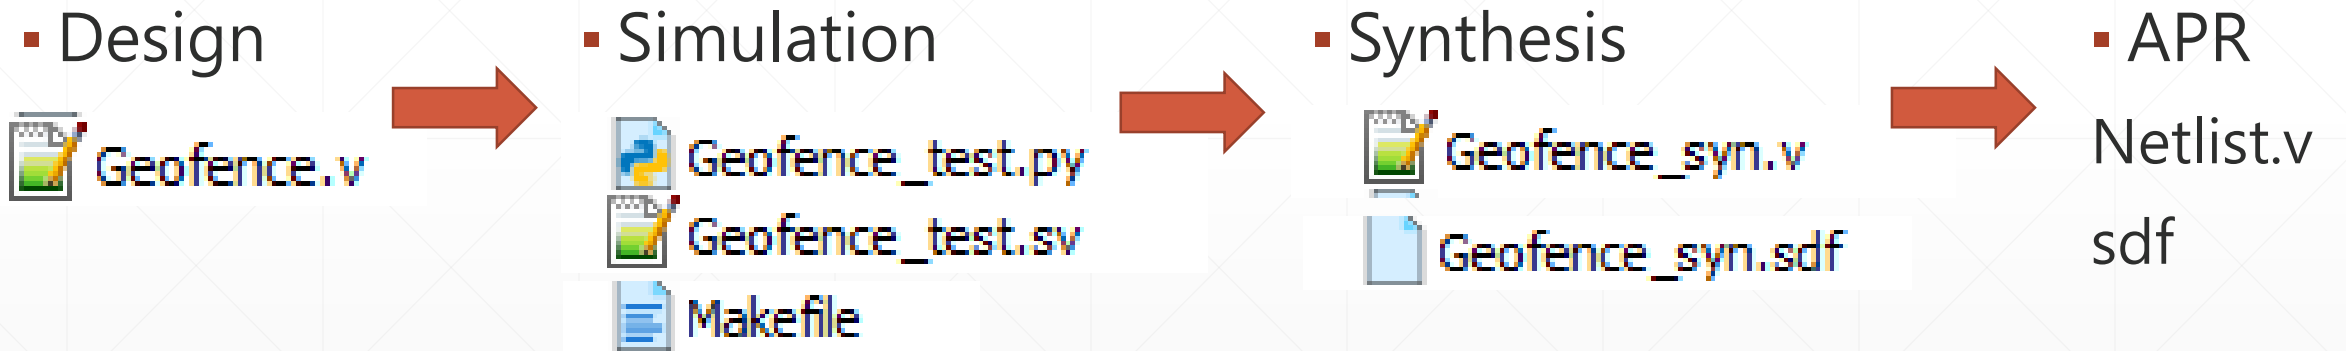 Design
Geofence.v
Simulation
Geofence_test.py
Geofence_test.sv
Makefile
Synthesis
Geofence_syn.v
Geofence_syn.sdf
APR
Netlist.v
sdf